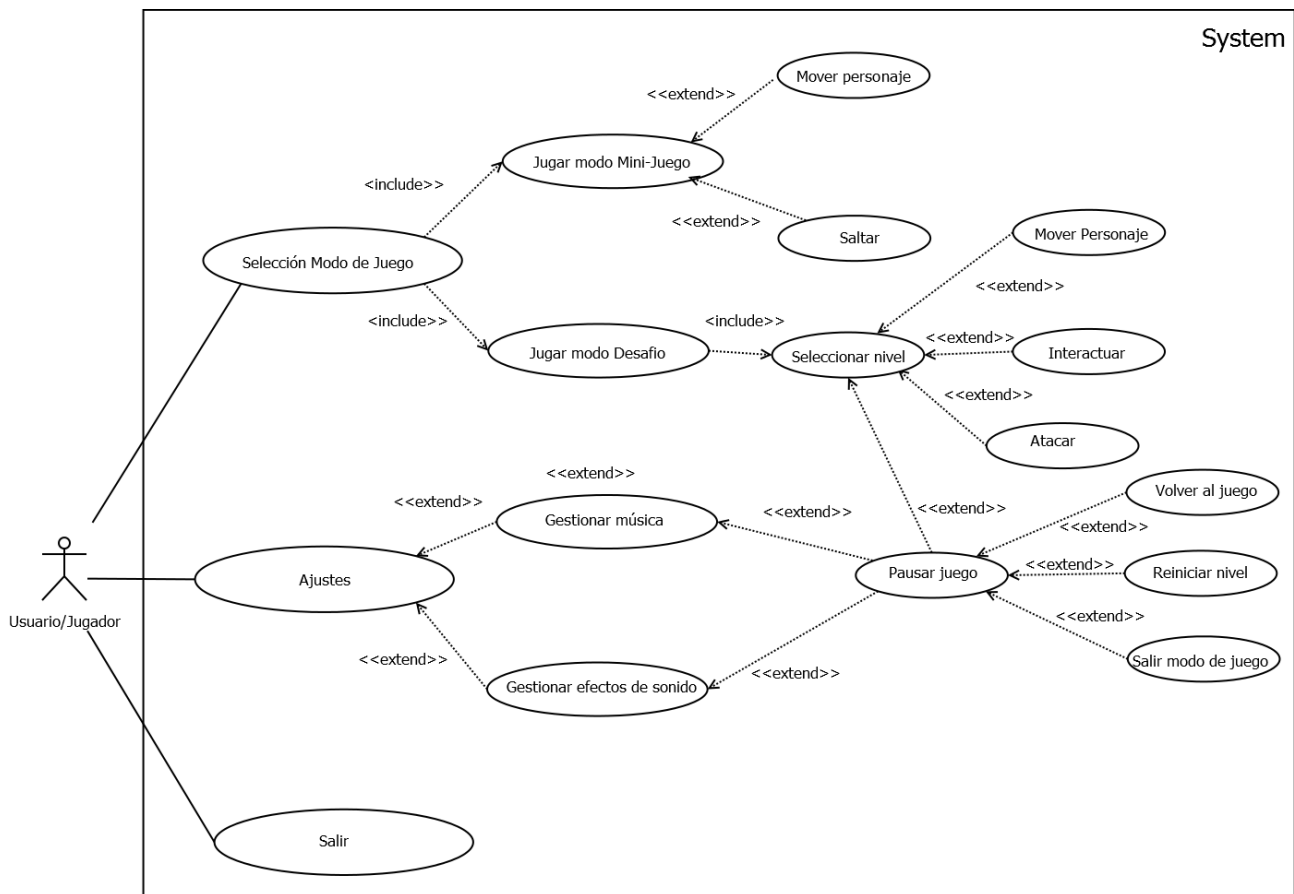 System
Mover personaje
<<extend>>
Jugar modo Mini-Juego
<include>>
<<extend>>
Saltar
Mover Personaje
Selección Modo de Juego
<<extend>>
<include>>
<include>>
<<extend>>
Jugar modo Desafio
Seleccionar nivel
Interactuar
<<extend>>
Atacar
<<extend>>
<<extend>>
Gestionar música
<<extend>>
<<extend>>
Volver al juego
<<extend>>
Ajustes
Pausar juego
<<extend>>
Reiniciar nivel
Usuario/Jugador
<<extend>>
<<extend>>
<<extend>>
Salir modo de juego
Gestionar efectos de sonido
Salir